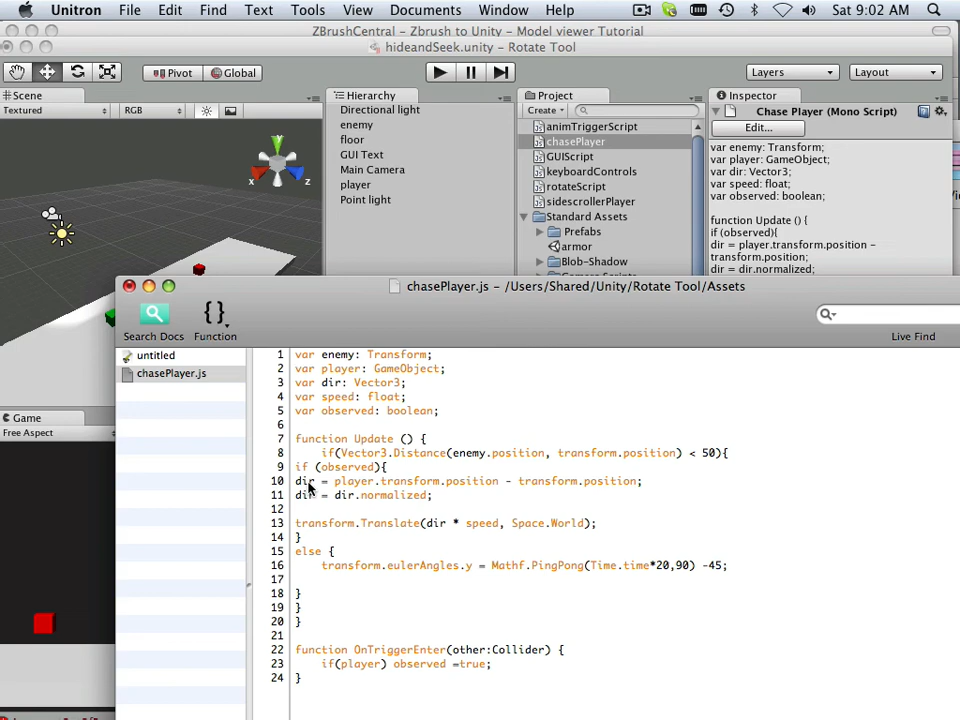 Unitron File Edit Find Text Tools View Documents Window Help Sat 9:02 AM
ZBrushCentral - Zbrush to Unity - Model viewer Tutorial
hideandSeek.unity - Rotate Tool
Pivot Global Layers Layout
Scene
Textured RGB
x y z
Hierarchy
Directional light
enemy
floor
GUI Text
Main Camera
player
Point light
Project
Create
animTriggerScript
chasePlayer
GUIScript
keyboardControls
rotateScript
sidescrollerPlayer
Standard Assets
Prefabs
armor
Blob-Shadow
Inspector
Chase Player (Mono Script)
Edit...
var enemy: Transform;
var player: GameObject;
var dir: Vector3;
var speed: float;
var observed: boolean;
function Update () {
if (observed){
dir = player.transform.position -
transform.position;
dir = dir.normalized;
Game
Free Aspect
chasePlayer.js - /Users/Shared/Unity/Rotate Tool/Assets
Search Docs Function Live Find
untitled
chasePlayer.js
1 var enemy: Transform;
2 var player: GameObject;
3 var dir: Vector3;
4 var speed: float;
5 var observed: boolean;
6
7 function Update () {
8 if(Vector3.Distance(enemy.position, transform.position) < 50){
9 if (observed){
10 dir = player.transform.position - transform.position;
11 dir = dir.normalized;
12
13 transform.Translate(dir * speed, Space.World);
14 }
15 else {
16 transform.eulerAngles.y = Mathf.PingPong(Time.time*20,90) -45;
17
18 }
19 }
20 }
21
22 function OnTriggerEnter(other:Collider) {
23 if(player) observed =true;
24 }